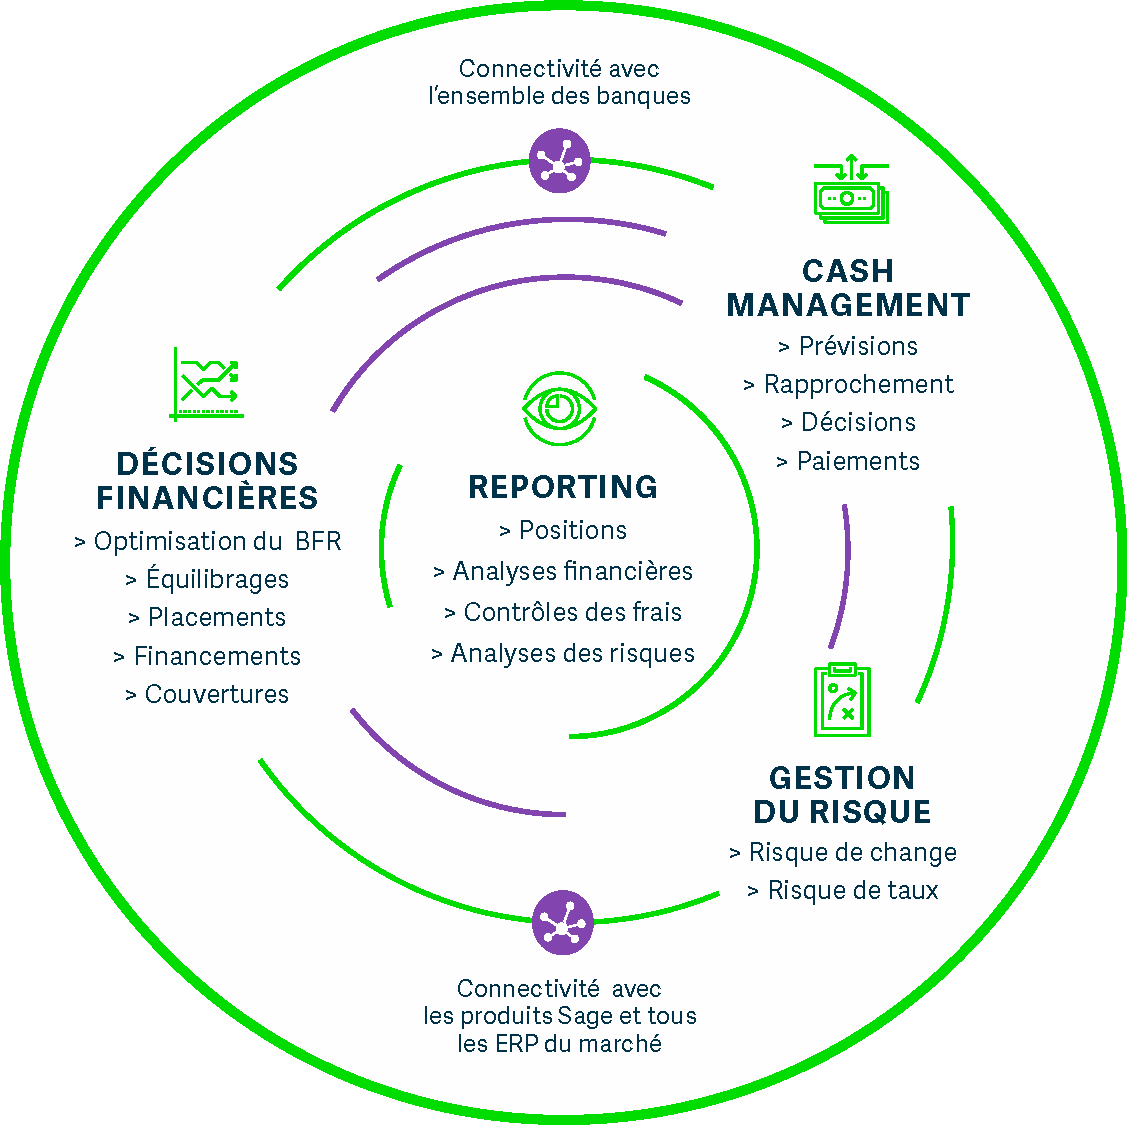 Connectivité avec
l'ensemble des banques
CASH
MANAGEMENT
> Prévisions
> Rapprochement
> Décisions
> Paiements
DÉCISIONS
FINANCIÈRES
> Optimisation du BFR
> Équilibrages
> Placements
> Financements
> Couvertures
REPORTING
> Positions
> Analyses financières
> Contrôles des frais
> Analyses des risques
GESTION
DU RISQUE
> Risque de change
> Risque de taux
Connectivité avec
les produits Sage et tous
les ERP du marché